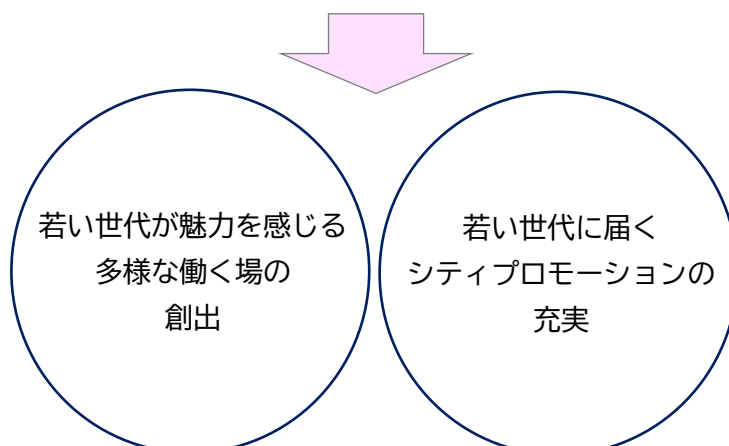 若い世代が魅力を感じる
多様な働く場の
創出
若い世代に届く
シティプロモーションの
充実